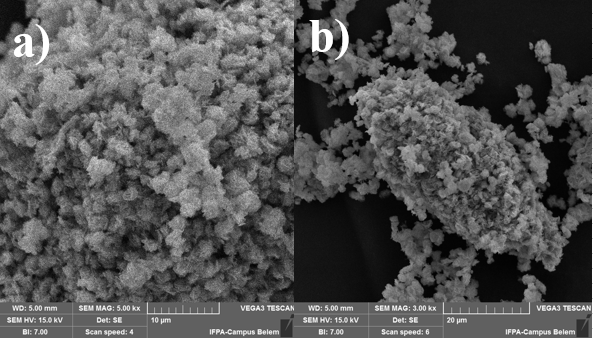 a)
WD: 5.00 mm SEM MAG: 5.00 kx VEGA3 TESCAN
SEM HV: 15.0 kV Det: SE 10 µm
BI: 7.00 Scan speed: 4 IFPA-Campus Belem
b)
WD: 5.00 mm SEM MAG: 3.00 kx VEGA3 TESCAN
SEM HV: 15.0 kV Det: SE 20 µm
BI: 7.00 Scan speed: 6 IFPA-Campus Belem